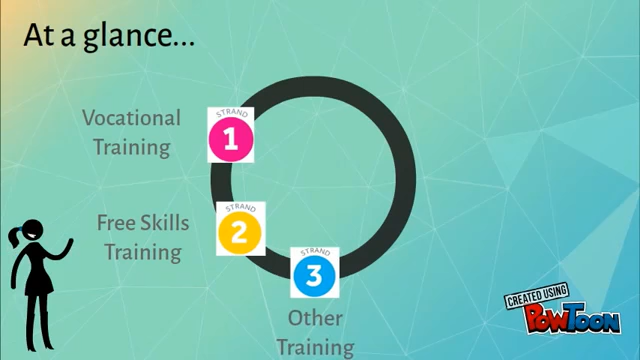 At a glance...
Vocational
Training
STRAND
1
Free Skills
Training
STRAND
2
STRAND
3
Other
Training
CREATED USING
POWTOON